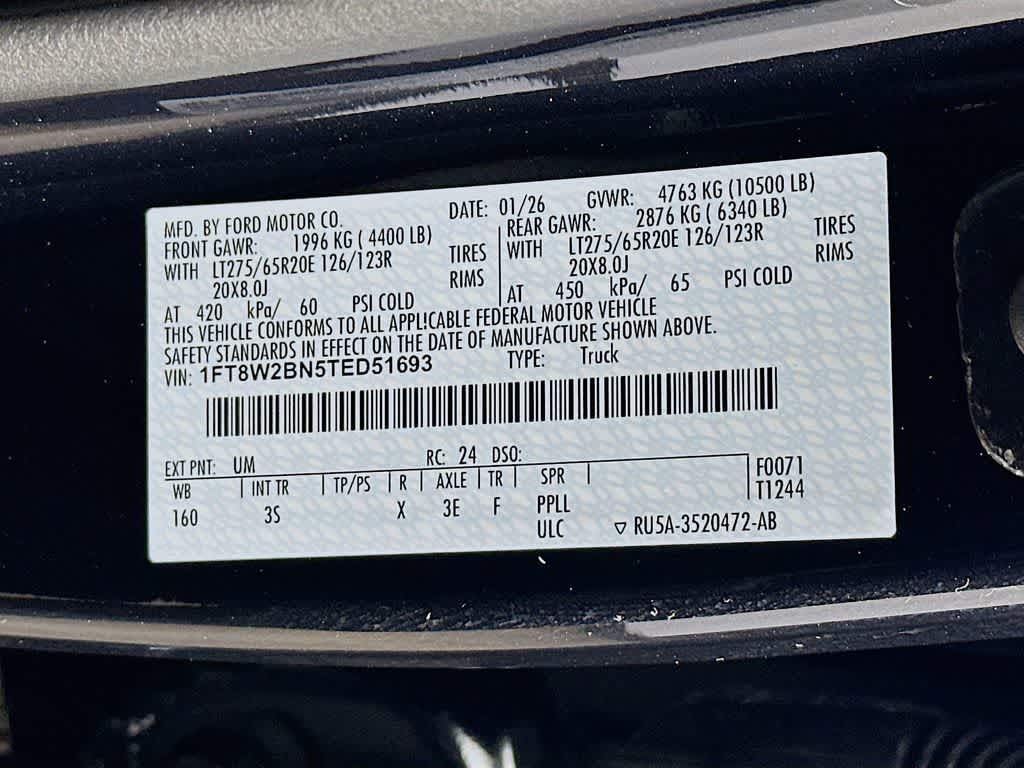 MFD. BY FORD MOTOR CO. DATE: 01/26 GVWR: 4763 KG (10500 LB)
FRONT GAWR: 1996 KG ( 4400 LB) REAR GAWR: 2876 KG ( 6340 LB)
WITH LT275/65R20E 126/123R TIRES WITH LT275/65R20E 126/123R TIRES
20X8.0J RIMS 20X8.0J RIMS
AT 420 kPa/ 60 PSI COLD AT 450 kPa/ 65 PSI COLD
THIS VEHICLE CONFORMS TO ALL APPLICABLE FEDERAL MOTOR VEHICLE
SAFETY STANDARDS IN EFFECT ON THE DATE OF MANUFACTURE SHOWN ABOVE.
VIN: 1FT8W2BN5TED51693 TYPE: Truck
EXT PNT: UM RC: 24 DSO:
WB INT TR TP/PS R AXLE TR SPR F0071
160 3S X 3E F PPLL T1244
ULC ▽ RU5A-3520472-AB